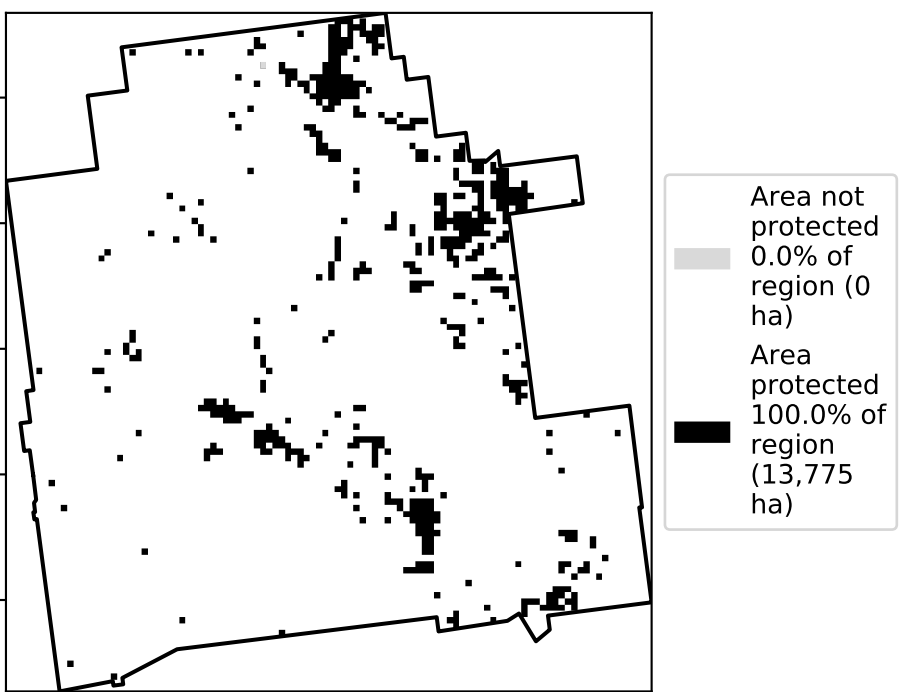 Area not
protected
0.0% of
region (0
ha)
Area
protected
100.0% of
region
(13,775
ha)